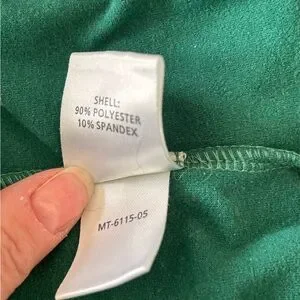 SHELL:
90% POLYESTER
10% SPANDEX
MT-6115-05